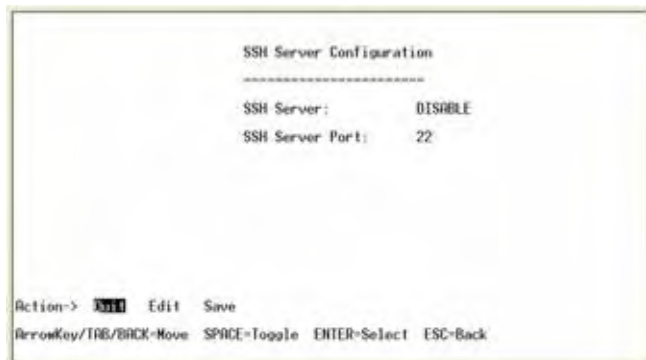 SSH Server Configuration
------------------------
SSH Server: DISABLE
SSH Server Port: 22
Action-> Quit Edit Save
ArrowKey/TAB/BACK=Move SPACE=Toggle ENTER=Select ESC=Back